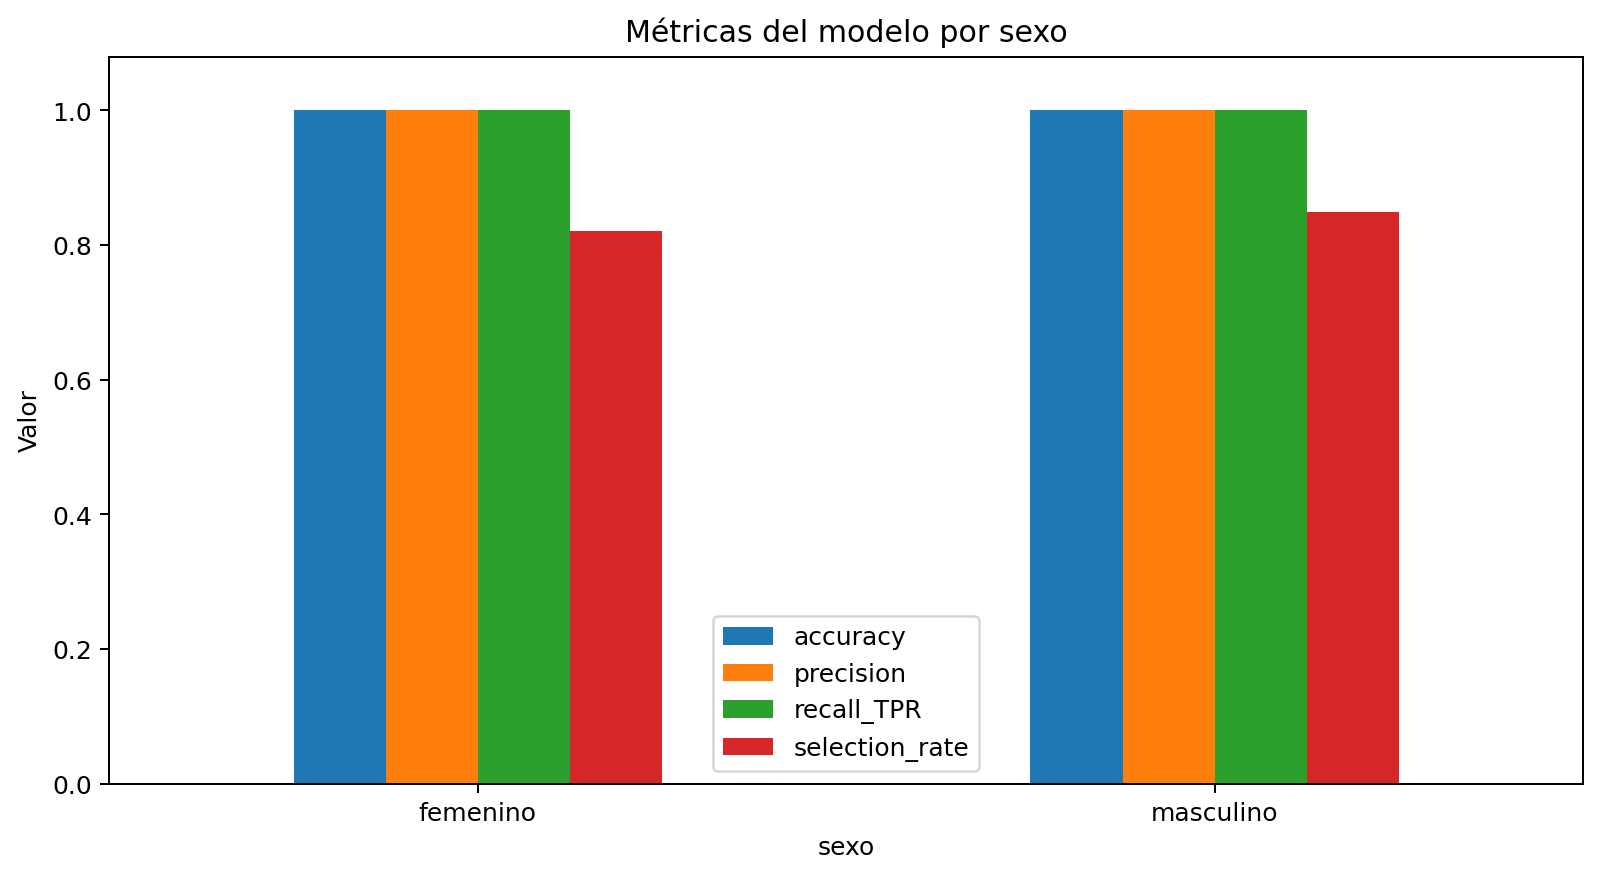 Métricas del modelo por sexo
1.0
0.8
0.6
0.4
0.2
0.0
Valor
accuracy
precision
recall_TPR
selection_rate
femenino
masculino
sexo